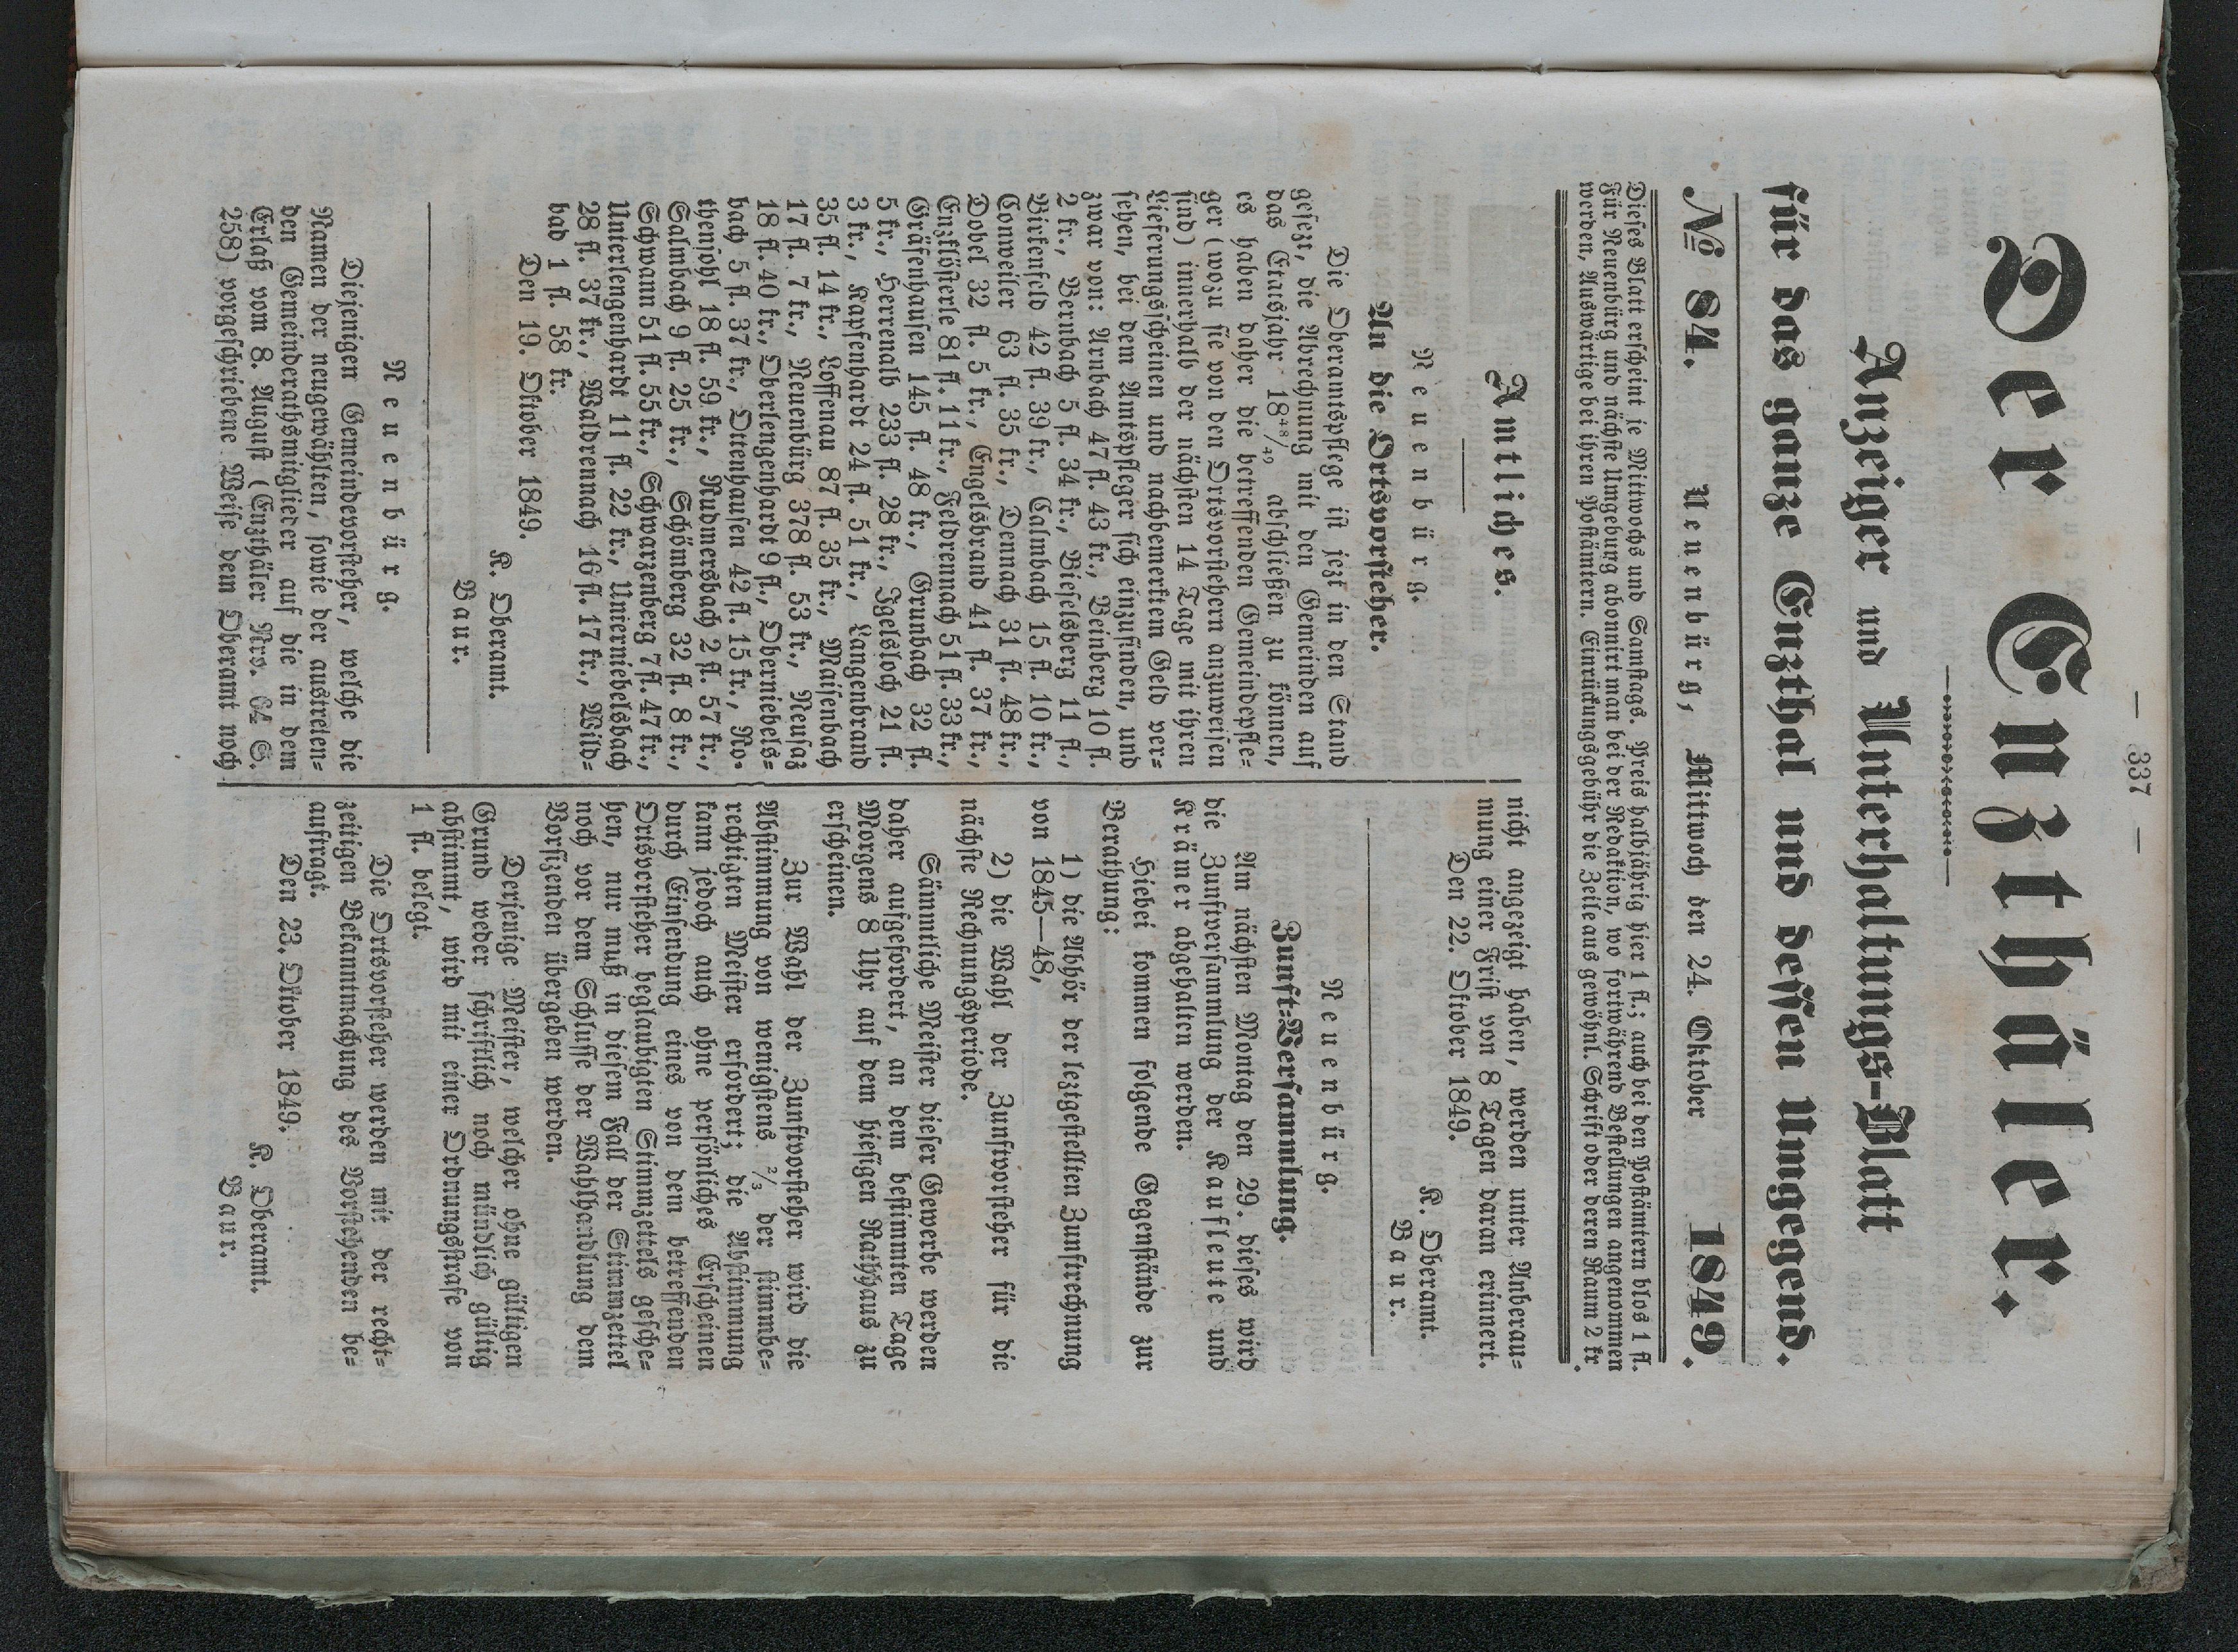 — 337 —
Der Enzthäler.
Anzeiger und Unterhaltungs-Blatt
für das ganze Enzthal und dessen Umgegend.
№ 84. Neuenbürg, Mittwoch den 24. Oktober 1849.
Dieses Blatt erscheint je Mittwochs und Samstags. Preis halbjährig hier 1 fl.; auch bei den Postämtern blos 1 fl.
Für Neuenbürg und nächste Umgebung abonnirt man bei der Redaktion, wo fortwährend Bestellungen angenommen
werden, Auswärtige bei ihren Postämtern. Einrückungsgebühr die Zeile aus gewöhnl. Schrift oder deren Raum 2 kr.
Amtliches.
Neuenbürg.
An die Ortsvorsteher.
Die Oberamtspflege ist jezt in den Stand
gesezt, die Abrechnung mit den Gemeinden auf
das Etatsjahr 18⁴⁸/₄₉ abschließen zu können,
es haben daher die betreffenden Gemeindepfle-
ger (wozu sie von den Ortsvorstehern anzuweisen
sind) innerhalb der nächsten 14 Tage mit ihren
Lieferungsscheinen und nachbemerktem Geld ver-
sehen, bei dem Amtspfleger sich einzufinden, und
zwar von: Arnbach 47 fl. 43 kr., Beinberg 10 fl.
2 kr., Bernbach 5 fl. 34 kr., Bieselsberg 11 fl.,
Birkenfeld 42 fl. 39 kr., Calmbach 15 fl. 10 kr.,
Conweiler 63 fl. 35 kr., Dennach 31 fl. 48 kr.,
Dobel 32 fl. 5 kr., Engelsbrand 41 fl. 37 kr.,
Enzklösterle 81 fl. 11 kr., Feldrennach 51 fl. 33 kr.,
Gräfenhausen 145 fl. 48 kr., Grunbach 32 fl.
5 kr., Herrenalb 233 fl. 28 kr., Igelsloch 21 fl.
3 kr., Kapfenhardt 24 fl. 51 kr., Langenbrand
35 fl. 14 kr., Loffenau 87 fl. 35 kr., Maisenbach
17 fl. 7 kr., Neuenbürg 378 fl. 53 kr., Neusaz
18 fl. 40 kr., Oberlengenhardt 9 fl., Oberniebels-
bach 5 fl. 37 kr., Ottenhausen 42 fl. 15 kr., Ro-
thensohl 18 fl. 59 kr., Rudmersbach 2 fl. 57 kr.,
Salmbach 9 fl. 25 kr., Schömberg 32 fl. 8 kr.,
Schwann 51 fl. 55 kr., Schwarzenberg 7 fl. 47 kr.,
Unterlengenhardt 11 fl. 22 kr., Unterniebelsbach
28 fl. 37 kr., Waldrennach 16 fl. 17 kr., Wild-
bad 1 fl. 58 kr.
Den 19. Oktober 1849.
K. Oberamt.
Baur.
Neuenbürg.
Diejenigen Gemeindevorsteher, welche die
Namen der neugewählten, sowie der austreten-
den Gemeinderathsmitglieder auf die in dem
Erlaß vom 8. August (Enzthäler Nro. 64 S.
258) vorgeschriebene Weise dem Oberamt noch
nicht angezeigt haben, werden unter Anberau-
mung einer Frist von 8 Tagen daran erinnert.
Den 22. Oktober 1849.
K. Oberamt.
Baur.
Neuenbürg.
Zunft-Versammlung.
Am nächsten Montag den 29. dieses wird
die Zunftversammlung der Kaufleute und
Krämer abgehalten werden.
Hiebei kommen folgende Gegenstände zur
Berathung:
1) die Abhör der leztgestellten Zunftrechnung
von 1845—48,
2) die Wahl der Zunftvorsteher für die
nächste Rechnungsperiode.
Sämmtliche Meister dieser Gewerbe werden
daher aufgefordert, an dem bestimmten Tage
Morgens 8 Uhr auf dem hiesigen Rathhaus zu
erscheinen.
Zur Wahl der Zunftvorsteher wird die
Abstimmung von wenigstens ²/₃ der stimmbe-
rechtigten Meister erfordert; die Abstimmung
kann jedoch auch ohne persönliches Erscheinen
durch Einsendung eines von dem betreffenden
Ortsvorsteher beglaubigten Stimmzettels gesche-
hen, nur muß in diesem Fall der Stimmzettel
noch vor dem Schlusse der Wahlhandlung dem
Vorsizenden übergeben werden.
Derjenige Meister, welcher ohne gültigen
Grund weder schriftlich noch mündlich gültig
abstimmt, wird mit einer Ordnungsstrafe von
1 fl. belegt.
Die Ortsvorsteher werden mit der recht-
zeitigen Bekanntmachung des Vorstehenden be-
auftragt.
Den 23. Oktober 1849.
K. Oberamt.
Baur.